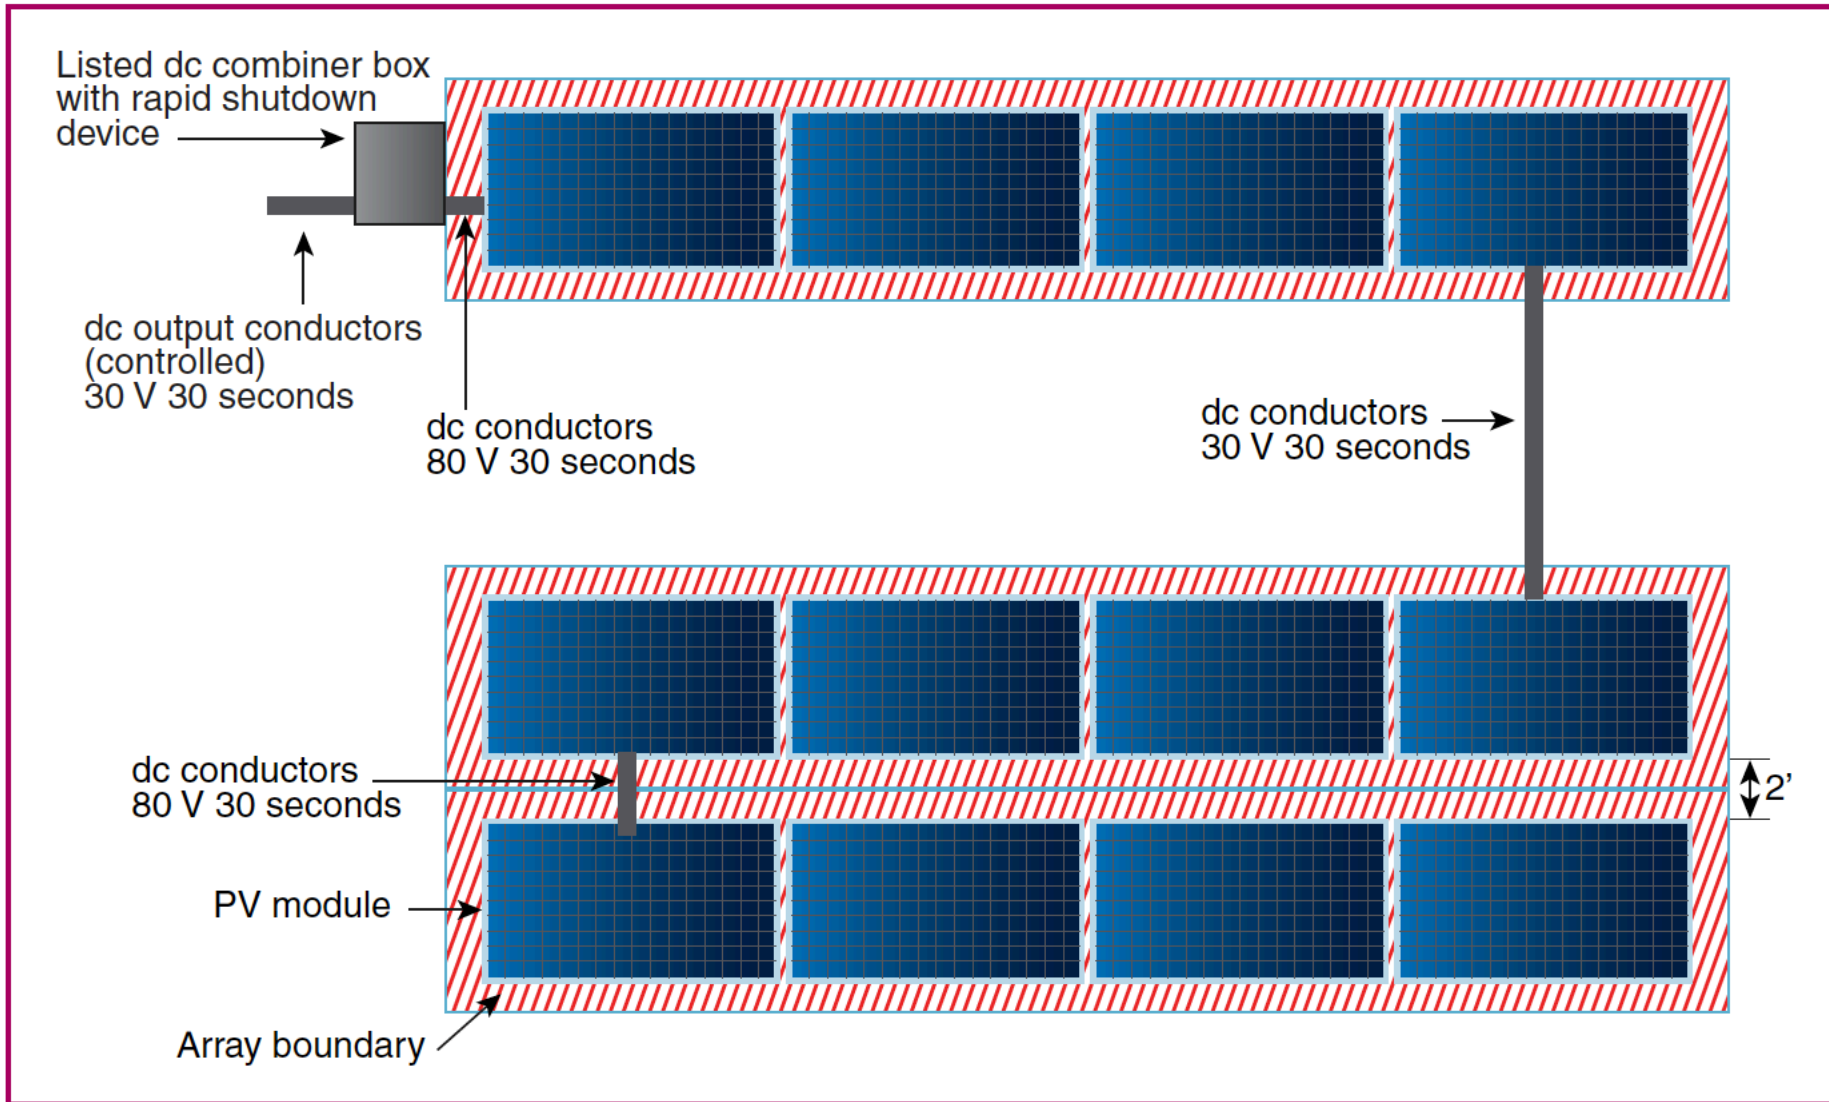 Listed dc combiner box
with rapid shutdown
device
dc output conductors
(controlled)
30 V 30 seconds
dc conductors
80 V 30 seconds
dc conductors
30 V 30 seconds
dc conductors
80 V 30 seconds
2’
PV module
Array boundary